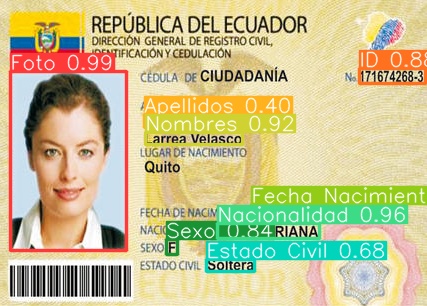 REPÚBLICA DEL ECUADOR
DIRECCIÓN GENERAL DE REGISTRO CIVIL,
IDENTIFICACIÓN Y CEDULACIÓN
Foto 0.99
ID 0.88
CÉDULA DE CIUDADANÍA
No. 171674268-3
Apellidos 0.40
Nombres 0.92
Larrea Velasco
LUGAR DE NACIMIENTO
Quito
Fecha Nacimient
FECHA DE NACIM
Nacionalidad 0.96
NACIO
Sexo 0.84
RIANA
SEXO F
Estado Civil 0.68
ESTADO CIVIL Soltera